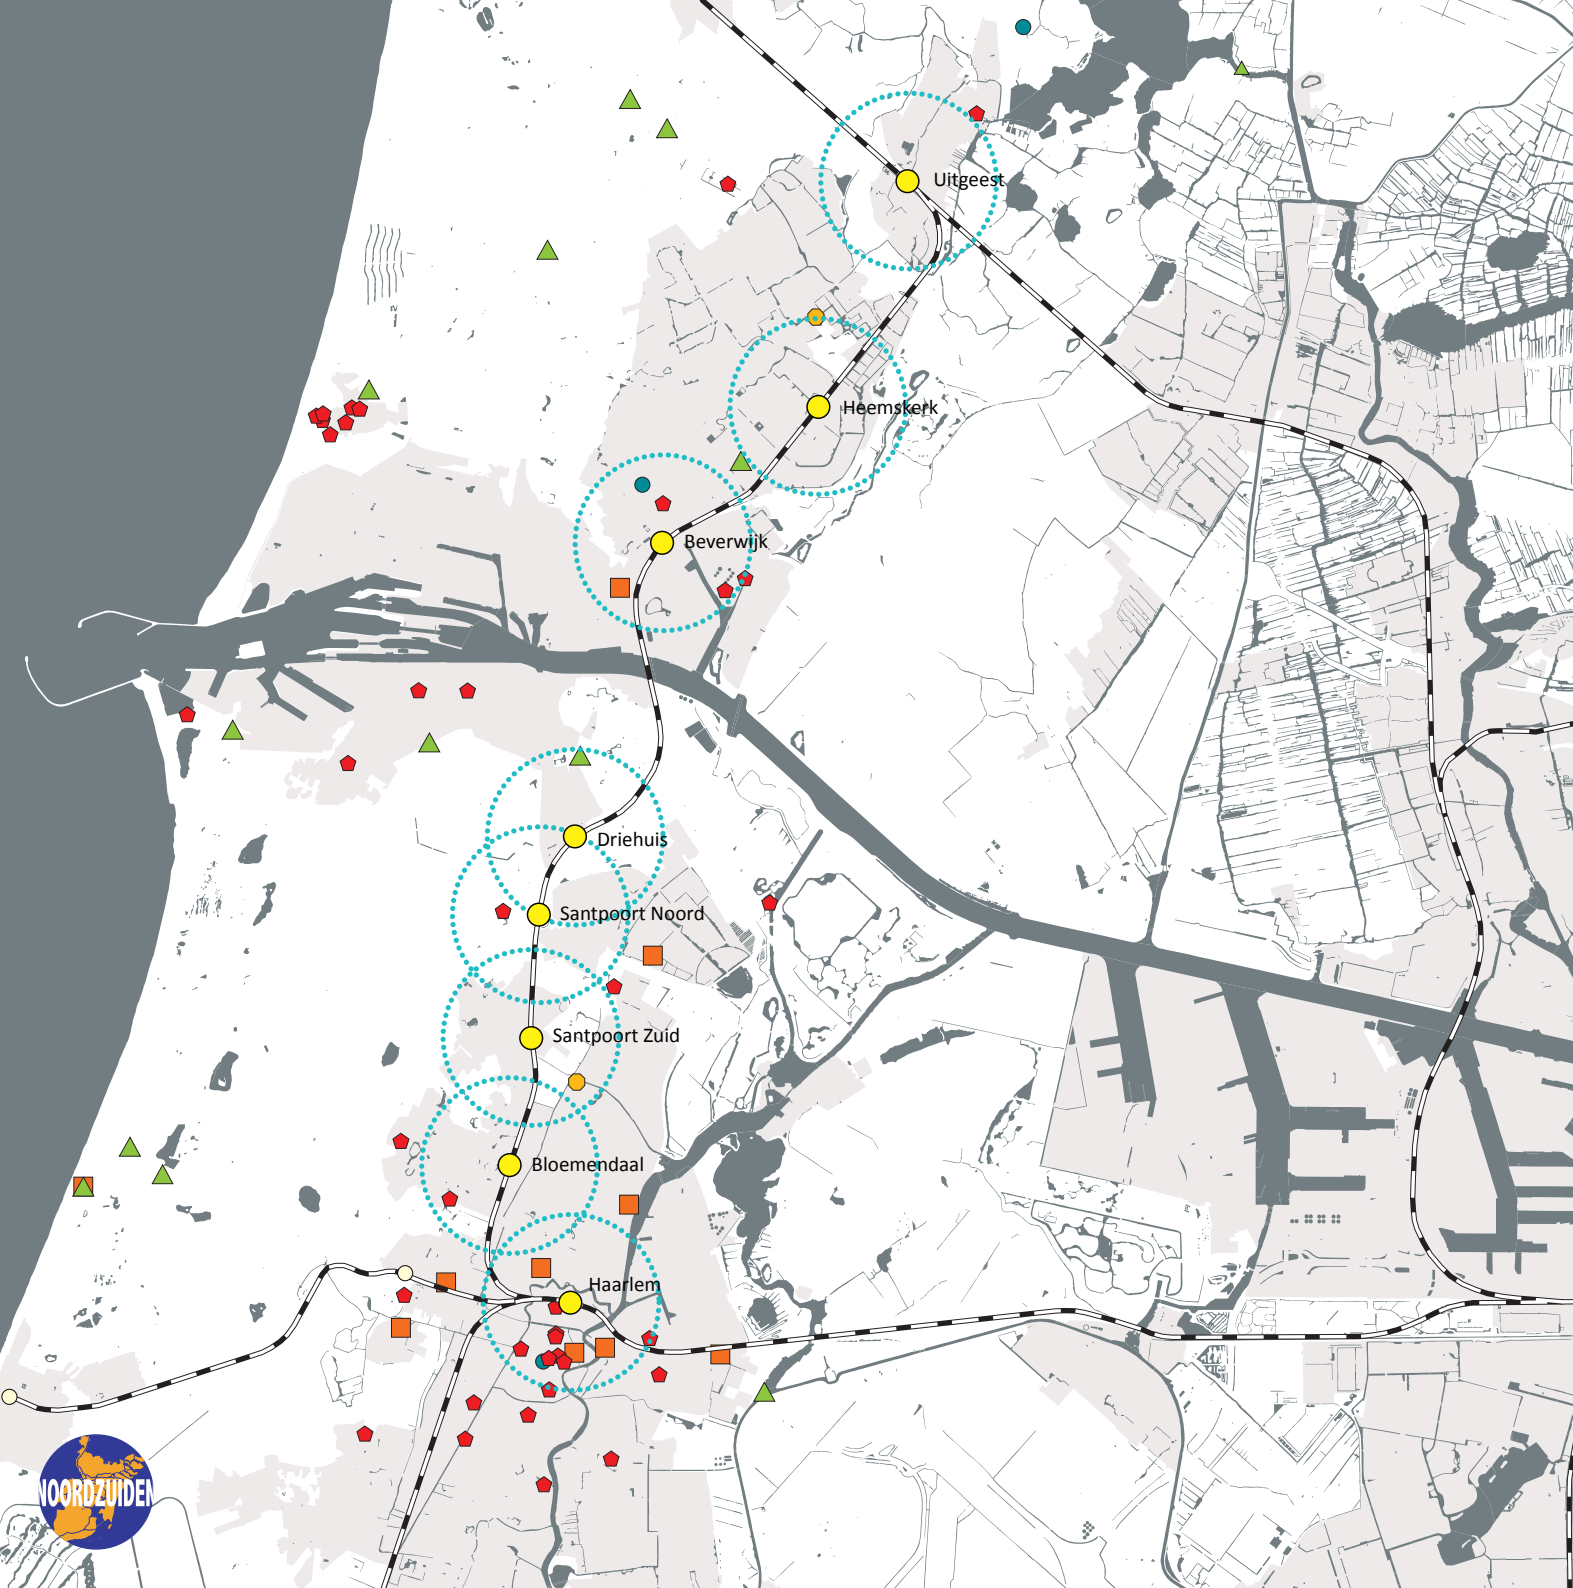 Uitgeest
Heemskerk
Beverwijk
Driehuis
Santpoort Noord
Santpoort Zuid
Bloemendaal
Haarlem
NOORDZUIDEN